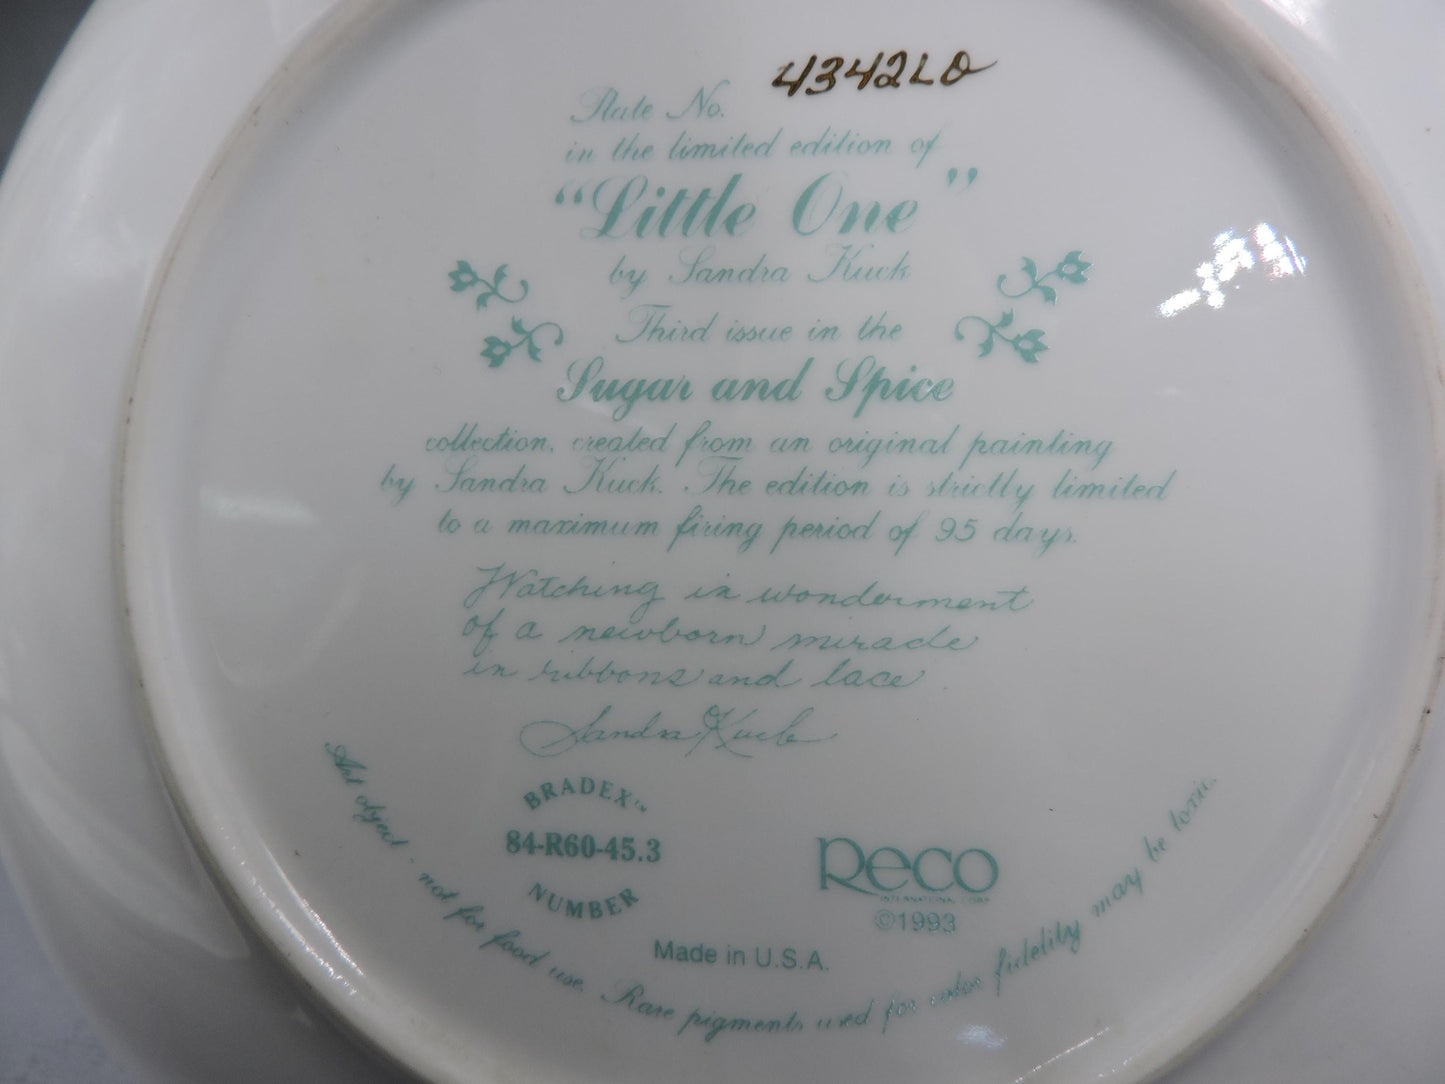 4342LO
Plate No.
in the limited edition of
"Little One"
by Sandra Kuck
Third issue in the
Sugar and Spice
collection, created from an original painting
by Sandra Kuck. The edition is strictly limited
to a maximum firing period of 95 days.
Watching in wonderment
of a newborn miracle
in ribbons and lace
Sandra Kuck
BRADEX™
84-R60-45.3
NUMBER
Reco
INTERNATIONAL CORP.
©1993
Made in U.S.A.
Art object - not for food use. Rare pigments used for color fidelity may be toxic.